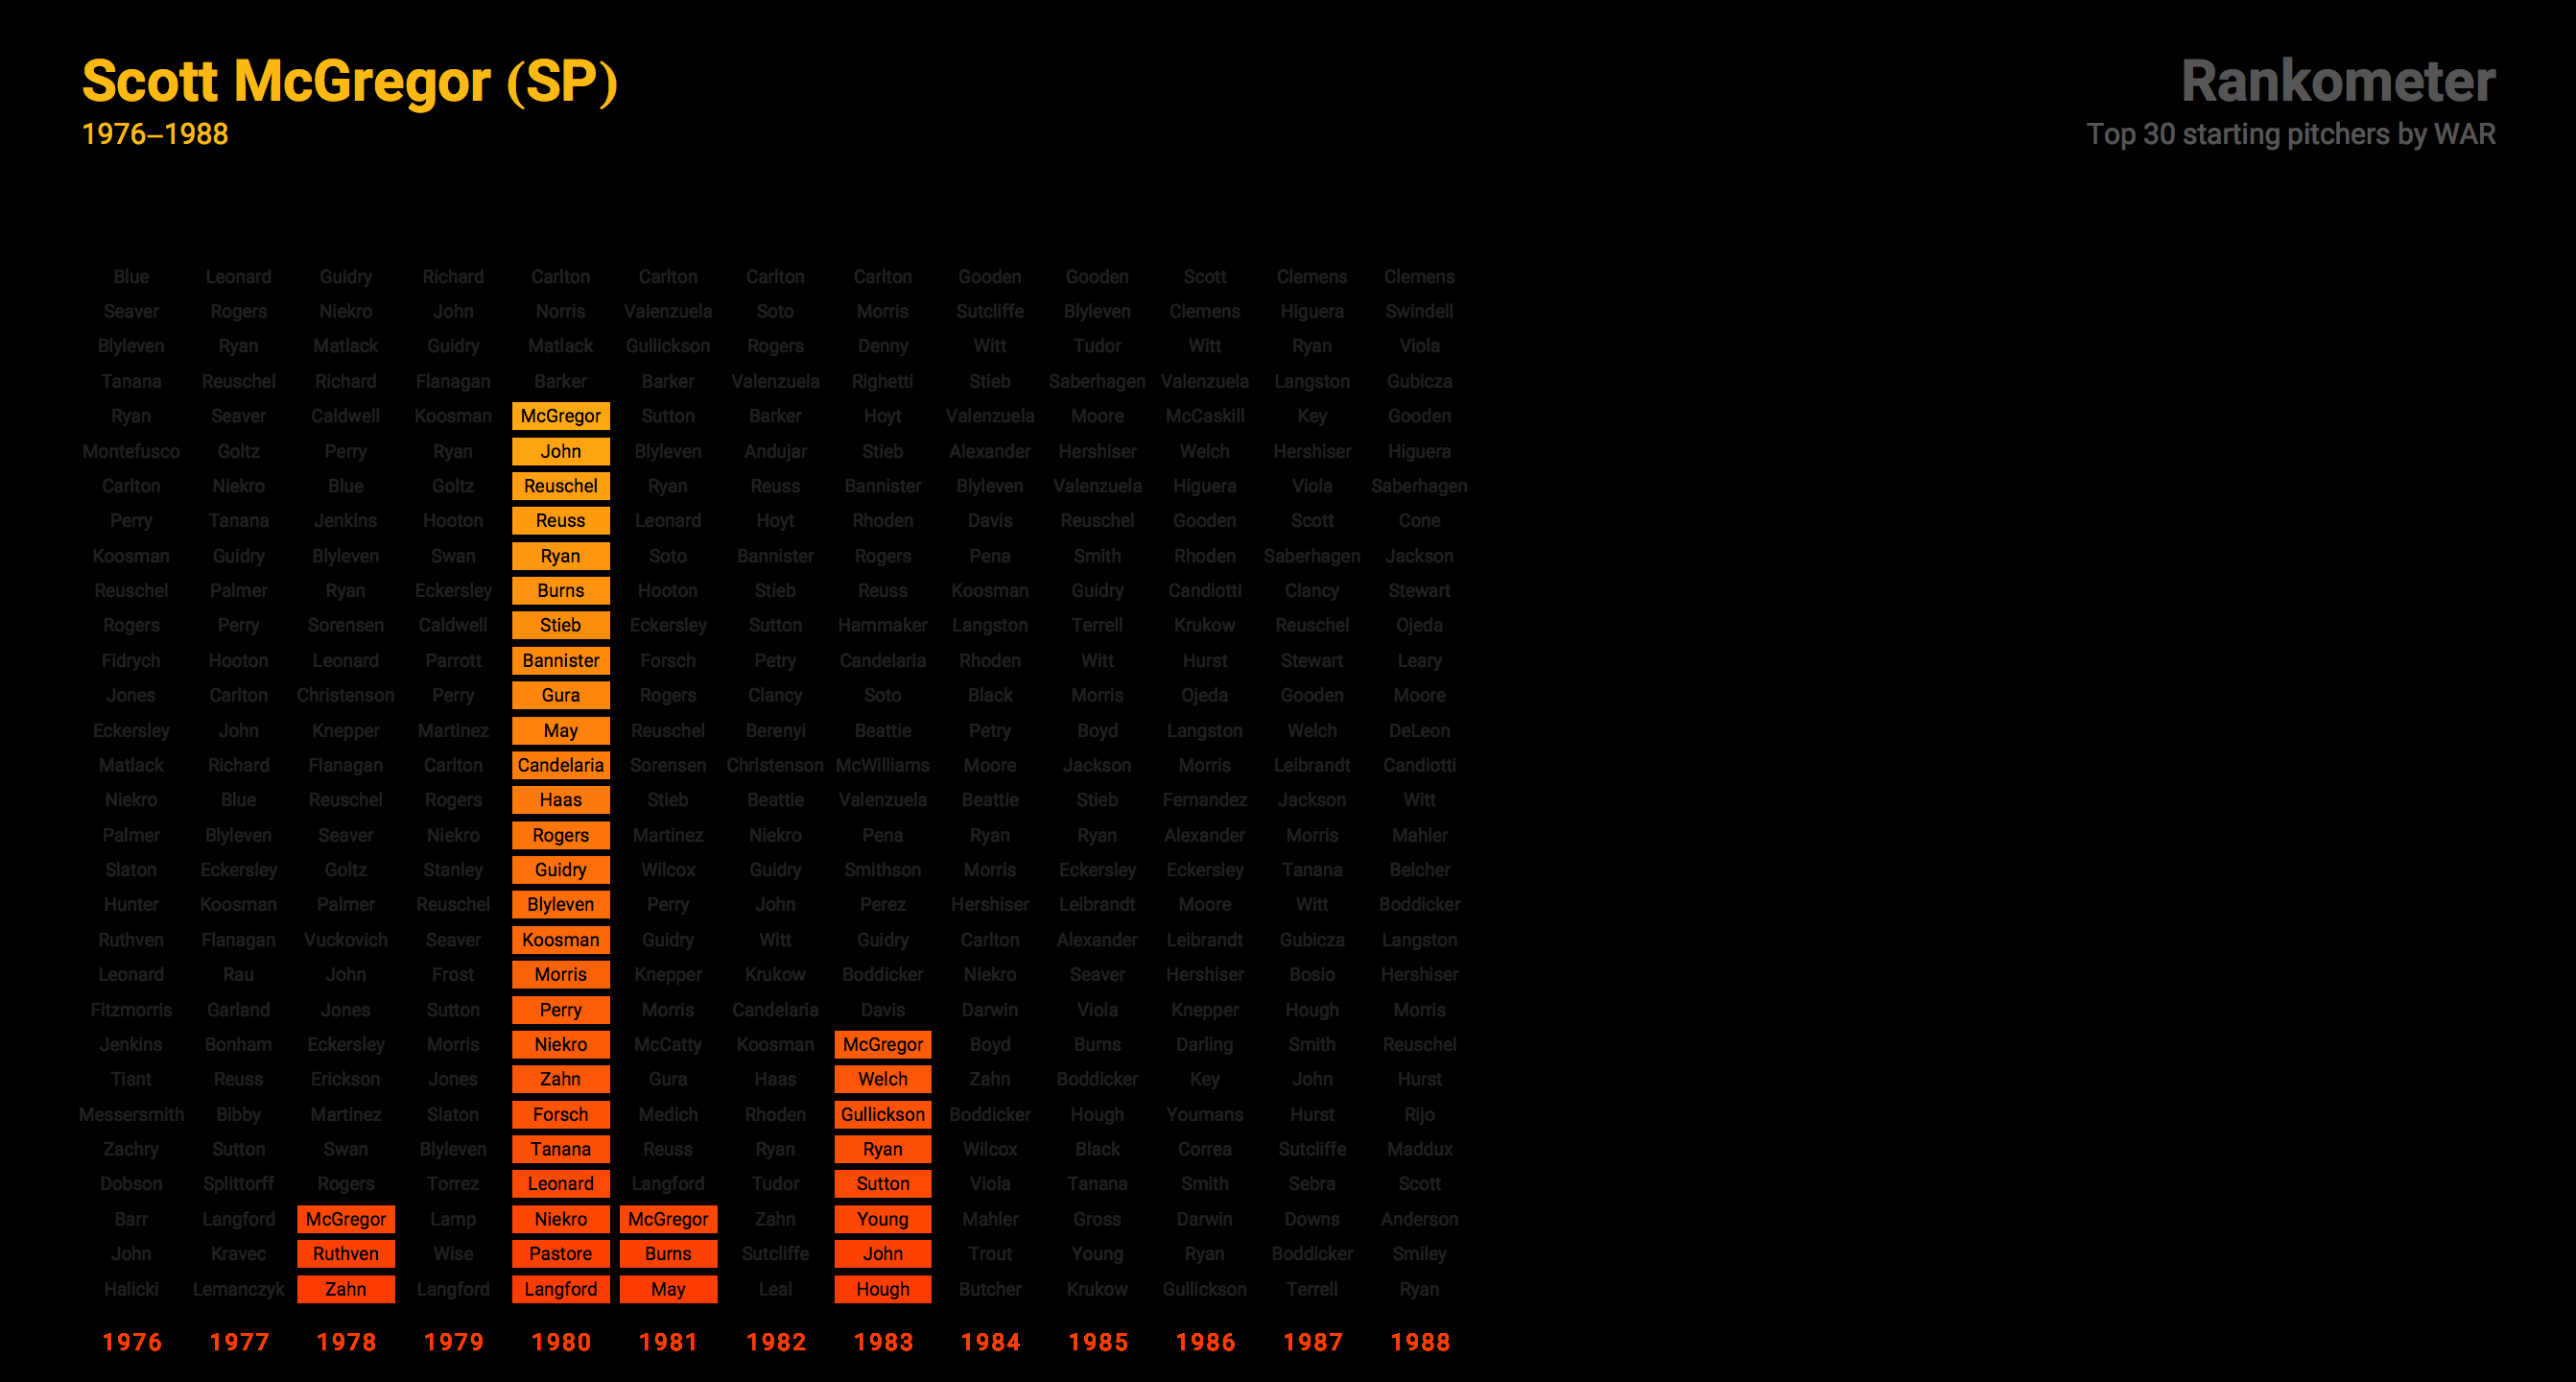 Scott McGregor (SP)
1976–1988
Rankometer
Top 30 starting pitchers by WAR
Blue Leonard Guidry Richard Carlton Carlton Carlton Carlton Gooden Gooden Scott Clemens Clemens
Seaver Rogers Niekro John Norris Valenzuela Soto Morris Sutcliffe Blyleven Clemens Higuera Swindell
Blyleven Ryan Matlack Guidry Matlack Gullickson Rogers Denny Witt Tudor Witt Ryan Viola
Tanana Reuschel Richard Flanagan Barker Barker Valenzuela Righetti Stieb Saberhagen Valenzuela Langston Gubicza
Ryan Seaver Caldwell Koosman McGregor Sutton Barker Hoyt Valenzuela Moore McCaskill Key Gooden
Montefusco Goltz Perry Ryan John Blyleven Andujar Stieb Alexander Hershiser Welch Hershiser Higuera
Carlton Niekro Blue Goltz Reuschel Ryan Reuss Bannister Blyleven Valenzuela Higuera Viola Saberhagen
Perry Tanana Jenkins Hooton Reuss Leonard Hoyt Rhoden Davis Reuschel Gooden Scott Cone
Koosman Guidry Blyleven Swan Ryan Soto Bannister Rogers Pena Smith Rhoden Saberhagen Jackson
Reuschel Palmer Ryan Eckersley Burns Hooton Stieb Reuss Koosman Guidry Candiotti Clancy Stewart
Rogers Perry Sorensen Caldwell Stieb Eckersley Sutton Hammaker Langston Terrell Krukow Reuschel Ojeda
Fidrych Hooton Leonard Parrott Bannister Forsch Petry Candelaria Rhoden Witt Hurst Stewart Leary
Jones Carlton Christenson Perry Gura Rogers Clancy Soto Black Morris Ojeda Gooden Moore
Eckersley John Knepper Martinez May Reuschel Berenyi Beattie Petry Boyd Langston Welch DeLeon
Matlack Richard Flanagan Carlton Candelaria Sorensen Christenson McWilliams Moore Jackson Morris Leibrandt Candiotti
Niekro Blue Reuschel Rogers Haas Stieb Beattie Valenzuela Beattie Stieb Fernandez Jackson Witt
Palmer Blyleven Seaver Niekro Rogers Martinez Niekro Pena Ryan Ryan Alexander Morris Mahler
Slaton Eckersley Goltz Stanley Guidry Wilcox Guidry Smithson Morris Eckersley Eckersley Tanana Belcher
Hunter Koosman Palmer Reuschel Blyleven Perry John Perez Hershiser Leibrandt Moore Witt Boddicker
Ruthven Flanagan Vuckovich Seaver Koosman Guidry Witt Guidry Carlton Alexander Leibrandt Gubicza Langston
Leonard Rau John Frost Morris Knepper Krukow Boddicker Niekro Seaver Hershiser Bosio Hershiser
Fitzmorris Garland Jones Sutton Perry Morris Candelaria Davis Darwin Viola Knepper Hough Morris
Jenkins Bonham Eckersley Morris Niekro McCatty Koosman McGregor Boyd Burns Darling Smith Reuschel
Tiant Reuss Erickson Jones Zahn Gura Haas Welch Zahn Boddicker Key John Hurst
Messersmith Bibby Martinez Slaton Forsch Medich Rhoden Gullickson Boddicker Hough Youmans Hurst Rijo
Zachry Sutton Swan Blyleven Tanana Reuss Ryan Ryan Wilcox Black Correa Sutcliffe Maddux
Dobson Splittorff Rogers Torrez Leonard Langford Tudor Sutton Viola Tanana Smith Sebra Scott
Barr Langford McGregor Lamp Niekro McGregor Zahn Young Mahler Gross Darwin Downs Anderson
John Kravec Ruthven Wise Pastore Burns Sutcliffe John Trout Young Ryan Boddicker Smiley
Halicki Lemanczyk Zahn Langford Langford May Leal Hough Butcher Krukow Gullickson Terrell Ryan
1976 1977 1978 1979 1980 1981 1982 1983 1984 1985 1986 1987 1988